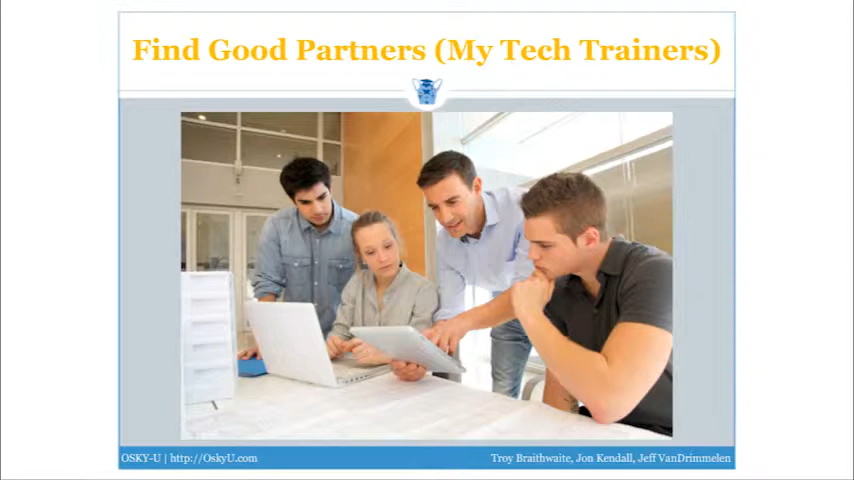 Find Good Partners (My Tech Trainers)
OSKY-U | http://OskyU.com
Troy Braithwaite, Jon Kendall, Jeff VanDrimmelen